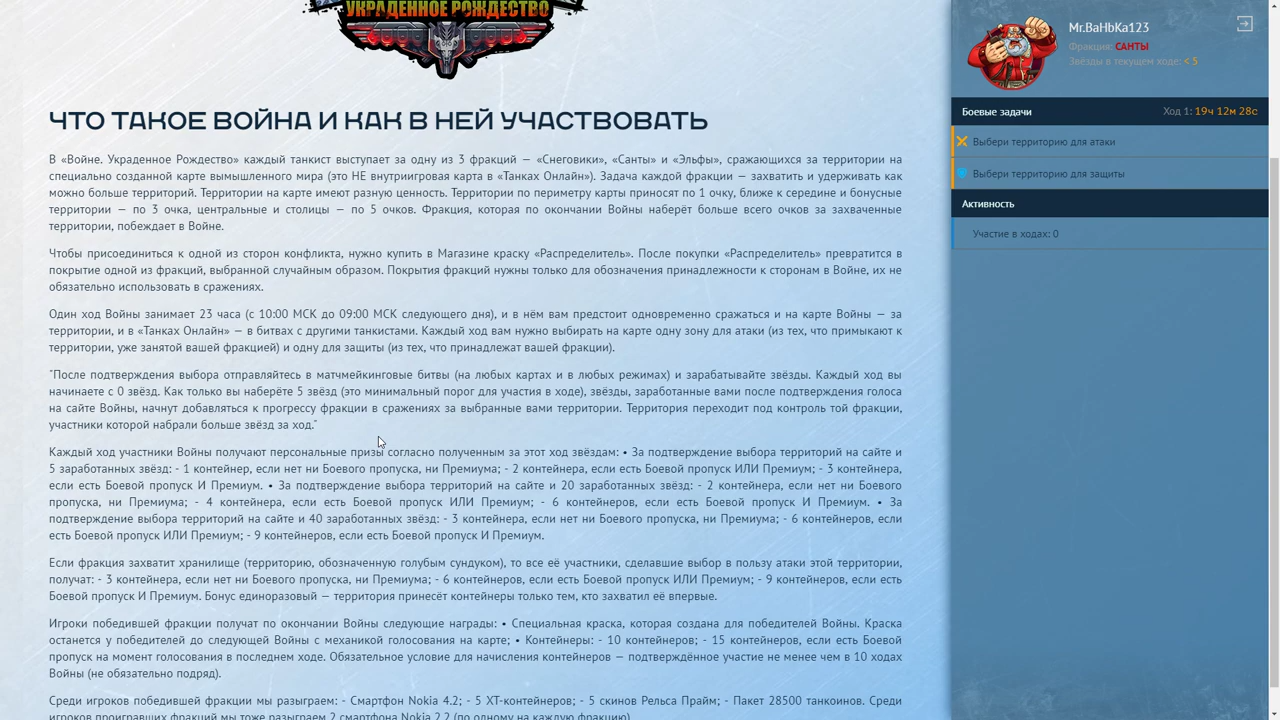 УКРАДЕННОЕ РОЖДЕСТВО
ЧТО ТАКОЕ ВОЙНА И КАК В НЕЙ УЧАСТВОВАТЬ
В «Войне. Украденное Рождество» каждый танкист выступает за одну из 3 фракций — «Снеговики», «Санты» и «Эльфы», сражающихся за территории на
специально созданной карте вымышленного мира (это НЕ внутриигровая карта в «Танках Онлайн»). Задача каждой фракции — захватить и удерживать как
можно больше территорий. Территории на карте имеют разную ценность. Территории по периметру карты приносят по 1 очку, ближе к середине и бонусные
территории — по 3 очка, центральные и столицы — по 5 очков. Фракция, которая по окончании Войны наберёт больше всего очков за захваченные
территории, побеждает в Войне.
Чтобы присоединиться к одной из сторон конфликта, нужно купить в Магазине краску «Распределитель». После покупки «Распределитель» превратится в
покрытие одной из фракций, выбранной случайным образом. Покрытия фракций нужны только для обозначения принадлежности к сторонам в Войне, их не
обязательно использовать в сражениях.
Один ход Войны занимает 23 часа (с 10:00 МСК до 09:00 МСК следующего дня), и в нём вам предстоит одновременно сражаться и на карте Войны — за
территории, и в «Танках Онлайн» — в битвах с другими танкистами. Каждый ход вам нужно выбирать на карте одну зону для атаки (из тех, что примыкают к
территории, уже занятой вашей фракцией) и одну для защиты (из тех, что принадлежат вашей фракции).
"После подтверждения выбора отправляйтесь в матчмейкинговые битвы (на любых картах и в любых режимах) и зарабатывайте звёзды. Каждый ход вы
начинаете с 0 звёзд. Как только вы наберёте 5 звёзд (это минимальный порог для участия в ходе), звёзды, заработанные вами после подтверждения голоса
на сайте Войны, начнут добавляться к прогрессу фракции в сражениях за выбранные вами территории. Территория переходит под контроль той фракции,
участники которой набрали больше звёзд за ход."
Каждый ход участники Войны получают персональные призы согласно полученным за этот ход звёздам: • За подтверждение выбора территорий на сайте и
5 заработанных звёзд: - 1 контейнер, если нет ни Боевого пропуска, ни Премиума; - 2 контейнера, если есть Боевой пропуск ИЛИ Премиум; - 3 контейнера,
если есть Боевой пропуск И Премиум. • За подтверждение выбора территорий на сайте и 20 заработанных звёзд: - 2 контейнера, если нет ни Боевого
пропуска, ни Премиума; - 4 контейнера, если есть Боевой пропуск ИЛИ Премиум; - 6 контейнеров, если есть Боевой пропуск И Премиум. • За
подтверждение выбора территорий на сайте и 40 заработанных звёзд: - 3 контейнера, если нет ни Боевого пропуска, ни Премиума; - 6 контейнеров, если
есть Боевой пропуск ИЛИ Премиум; - 9 контейнеров, если есть Боевой пропуск И Премиум.
Если фракция захватит хранилище (территорию, обозначенную голубым сундуком), то все её участники, сделавшие выбор в пользу атаки этой территории,
получат: - 3 контейнера, если нет ни Боевого пропуска, ни Премиума; - 6 контейнеров, если есть Боевой пропуск ИЛИ Премиум; - 9 контейнеров, если есть
Боевой пропуск И Премиум. Бонус единоразовый — территория принесёт контейнеры только тем, кто захватил её впервые.
Игроки победившей фракции получат по окончании Войны следующие награды: • Специальная краска, которая создана для победителей Войны. Краска
останется у победителей до следующей Войны с механикой голосования на карте; • Контейнеры: - 10 контейнеров; - 15 контейнеров, если есть Боевой
пропуск на момент голосования в последнем ходе. Обязательное условие для начисления контейнеров — подтверждённое участие не менее чем в 10 ходах
Войны (не обязательно подряд).
Среди игроков победившей фракции мы разыграем: - Смартфон Nokia 4.2; - 5 ХТ-контейнеров; - 5 скинов Рельса Прайм; - Пакет 28500 танкоинов. Среди
игроков проигравших фракций мы тоже разыграем 2 смартфона Nokia 2.2 (по одному на каждую фракцию).
Mr.BaHbKa123
Фракция: САНТЫ
Звёзды в текущем ходе: < 5
Боевые задачи Ход 1: 19ч 12м 28с
Выбери территорию для атаки
Выбери территорию для защиты
Активность
Участие в ходах: 0